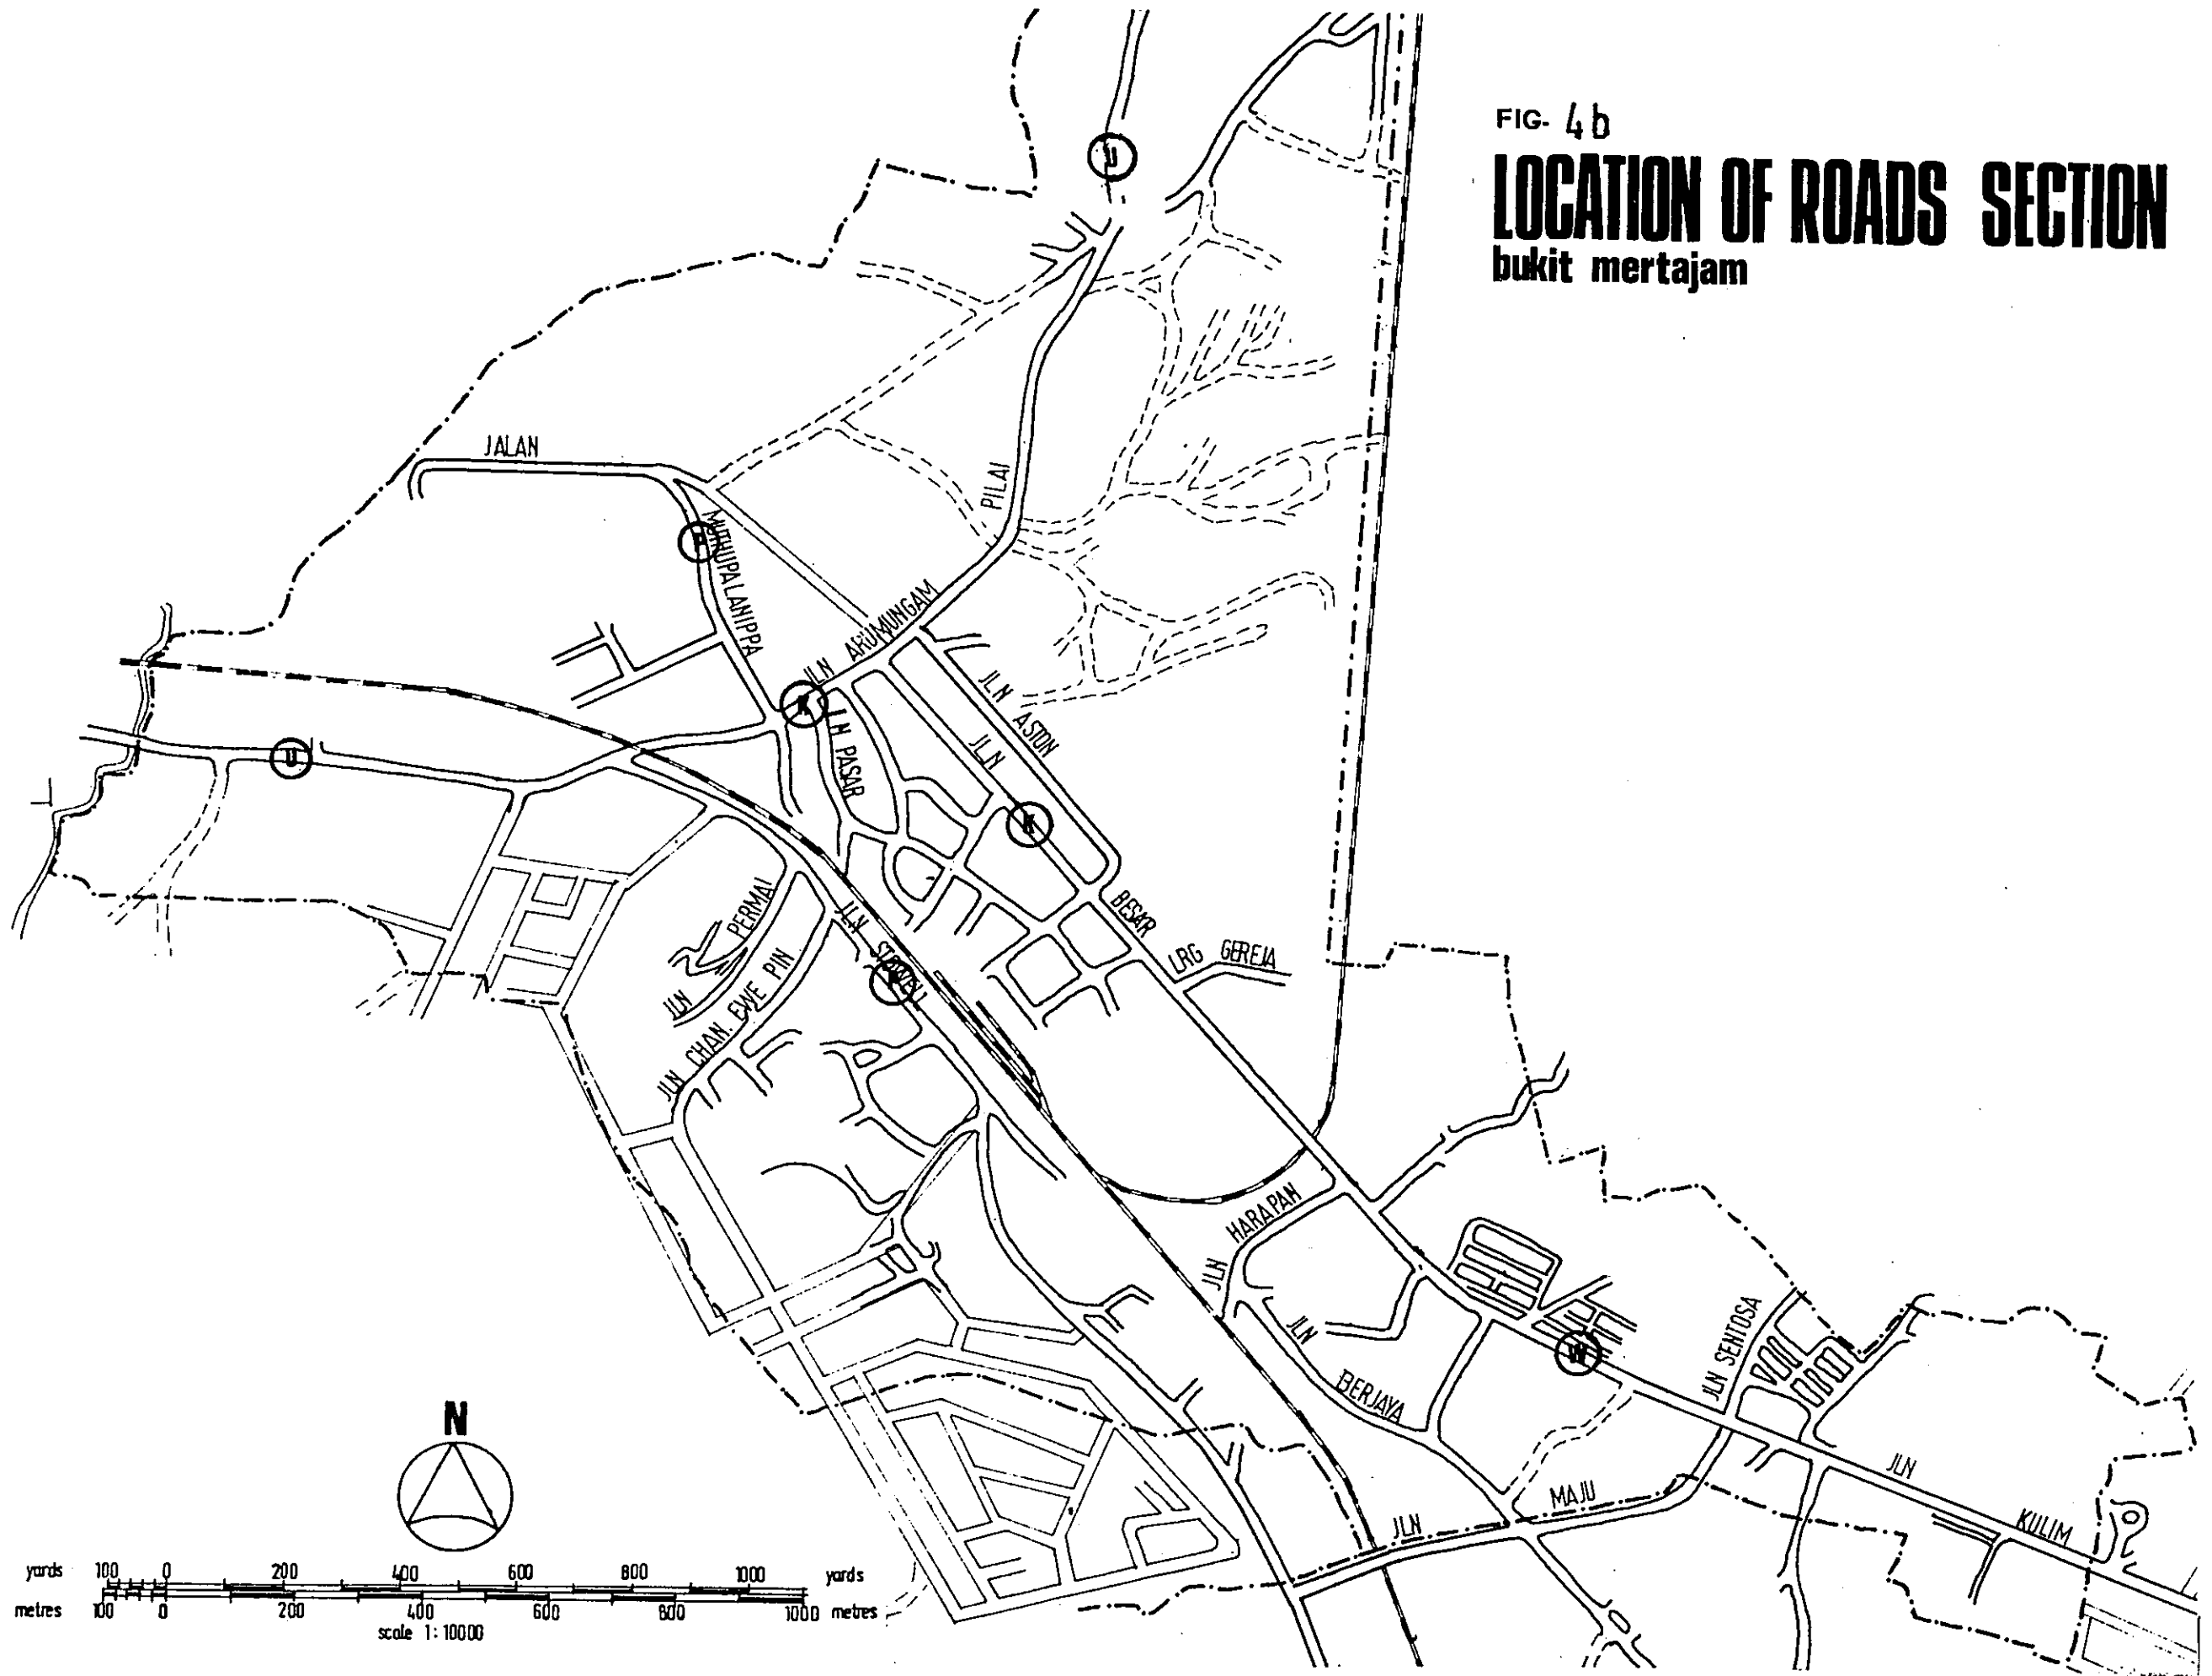 FIG- 4b
LOCATION OF ROADS SECTION
bukit mertajam
JALAN
MUTHUPALANIPPA
PILAI
JLN ARUMUNGAM
JLN ASTON
JLN
BESAR
PASAR
K
U
LRG GEREJA
JLN PERMAI
JLN CHAN EWE PIN
JLN
JLN HARAPAN
JLN
BERJAYA
W
JLN SENTOSA
JLN
MAJU
JLN
KULIM
N
yards 100 0 200 400 600 800 1000 yards
metres 100 0 200 400 600 800 1000 metres
scale 1:10000